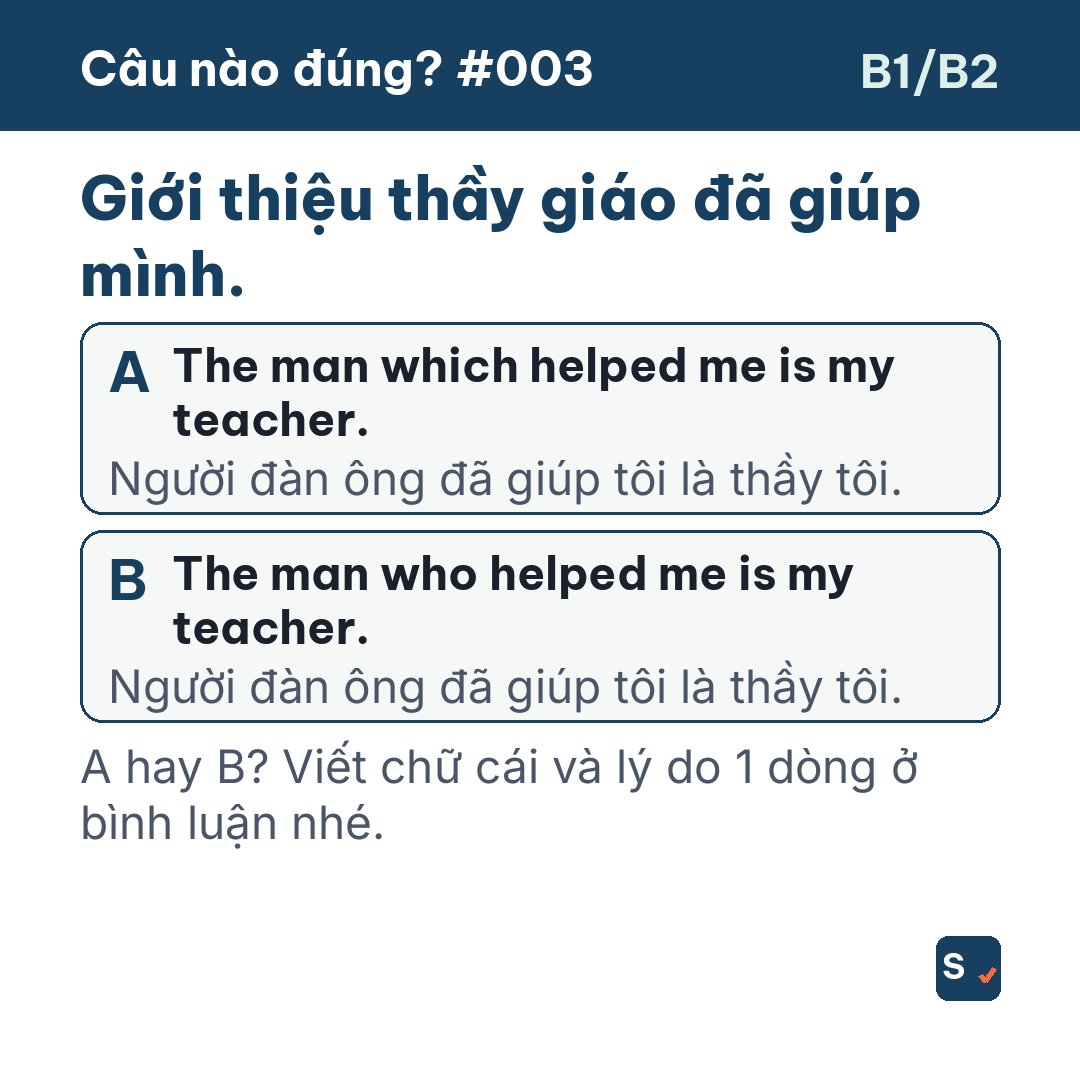 Câu nào đúng? #003
B1/B2
Giới thiệu thầy giáo đã giúp
mình.
A
The man which helped me is my
teacher.
Người đàn ông đã giúp tôi là thầy tôi.
B
The man who helped me is my
teacher.
Người đàn ông đã giúp tôi là thầy tôi.
A hay B? Viết chữ cái và lý do 1 dòng ở
bình luận nhé.
S